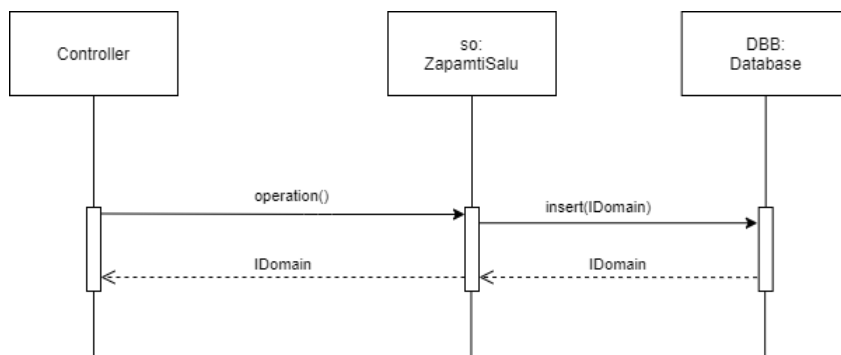 Controller
so:
ZapamtiSalu
DBB:
Database
operation()
insert(IDomain)
IDomain
IDomain